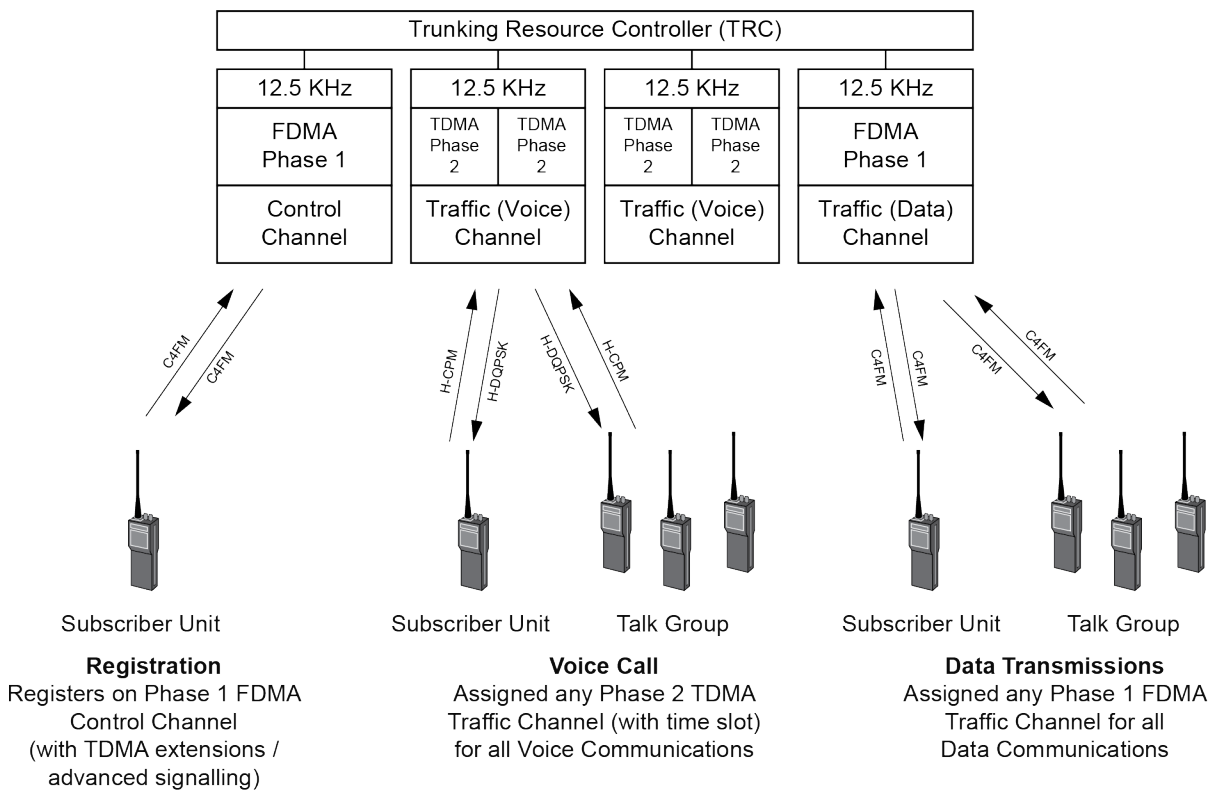 Trunking Resource Controller (TRC)
12.5 KHz
12.5 KHz
12.5 KHz
12.5 KHz
FDMA
Phase 1
TDMA
Phase
2
TDMA
Phase
2
TDMA
Phase
2
TDMA
Phase
2
FDMA
Phase 1
Control
Channel
Traffic (Voice)
Channel
Traffic (Voice)
Channel
Traffic (Data)
Channel
C4FM
C4FM
H-CPM
H-DQPSK
H-DQPSK
H-CPM
C4FM
C4FM
C4FM
C4FM
Subscriber Unit
Subscriber Unit
Talk Group
Subscriber Unit
Talk Group
Registration
Registers on Phase 1 FDMA
Control Channel
(with TDMA extensions /
advanced signalling)
Voice Call
Assigned any Phase 2 TDMA
Traffic Channel (with time slot)
for all Voice Communications
Data Transmissions
Assigned any Phase 1 FDMA
Traffic Channel for all
Data Communications